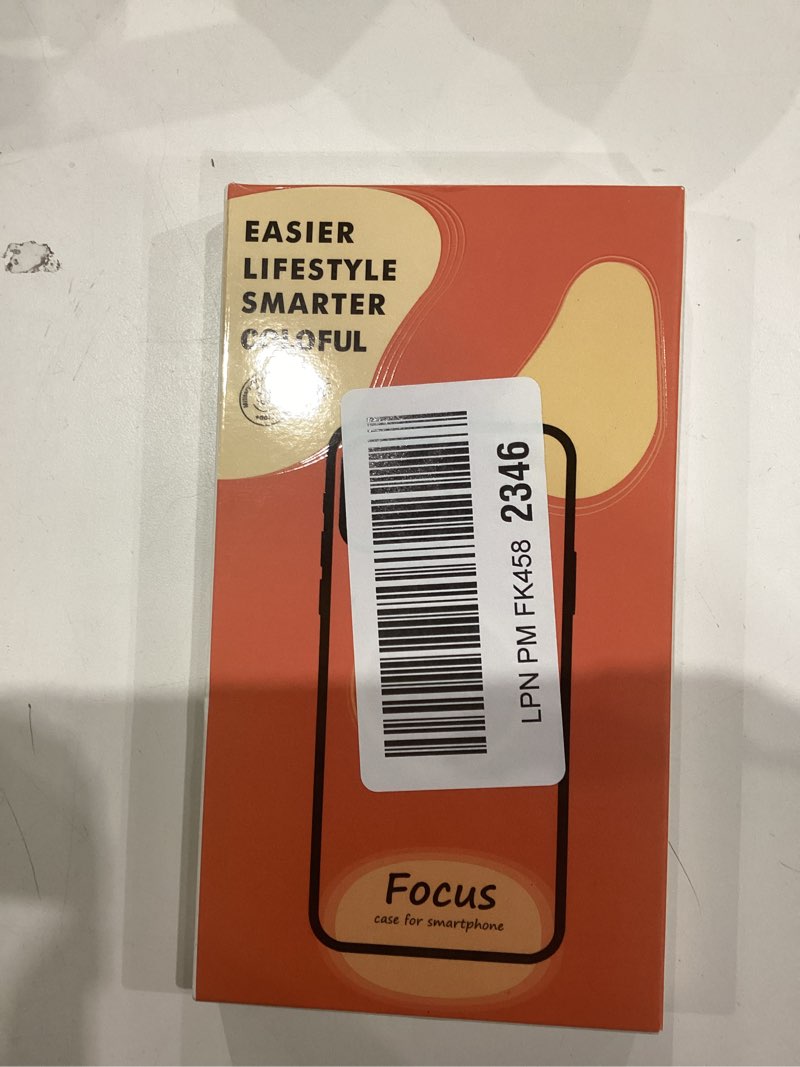 EASIER
LIFESTYLE
SMARTER
COLOFUL
LPN PM FK458 2346
Focus
case for smartphone